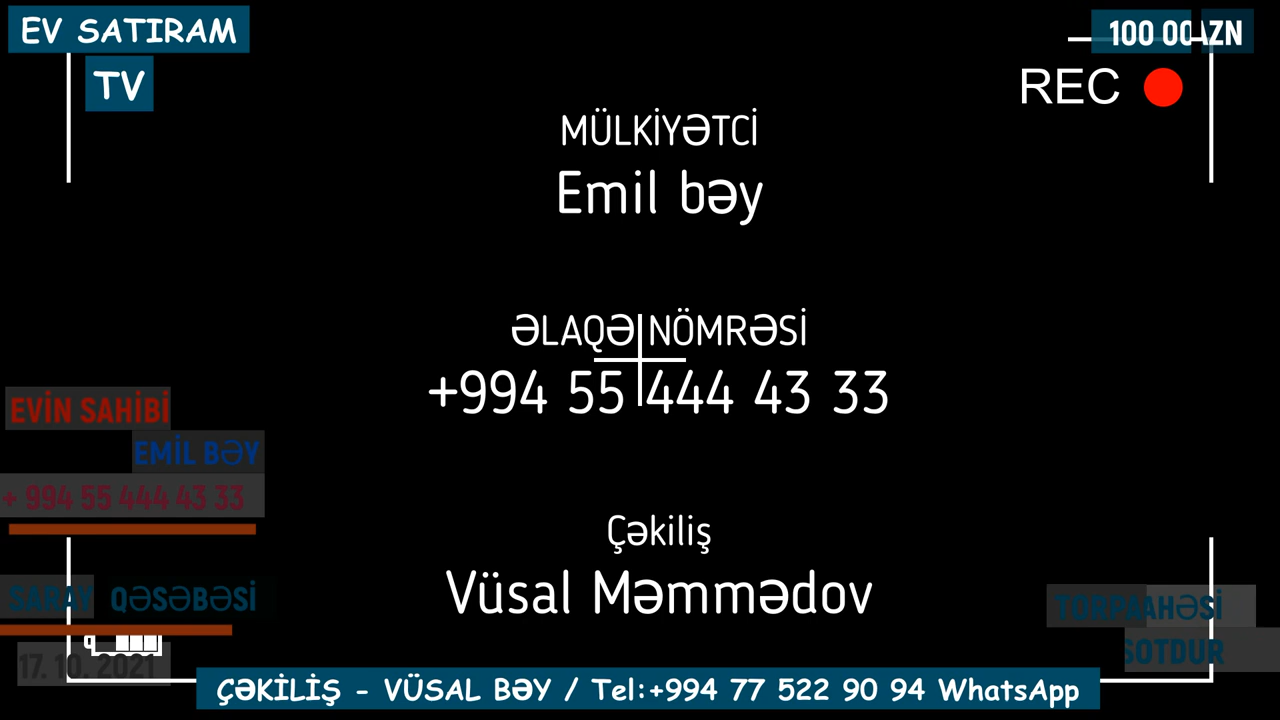 EV SATIRAM
TV
100 00 AZN
REC
MÜLKİYƏTCİ
Emil bəy
ƏLAQƏ NÖMRƏSİ
+994 55 444 43 33
EVİN SAHİBİ
EMİL BƏY
+ 994 55 444 43 33
Çəkiliş
Vüsal Məmmədov
SARAY QƏSƏBƏSİ
17. 10. 2021
SOTDUR
ÇƏKİLİŞ - VÜSAL BƏY / Tel:+994 77 522 90 94 WhatsApp